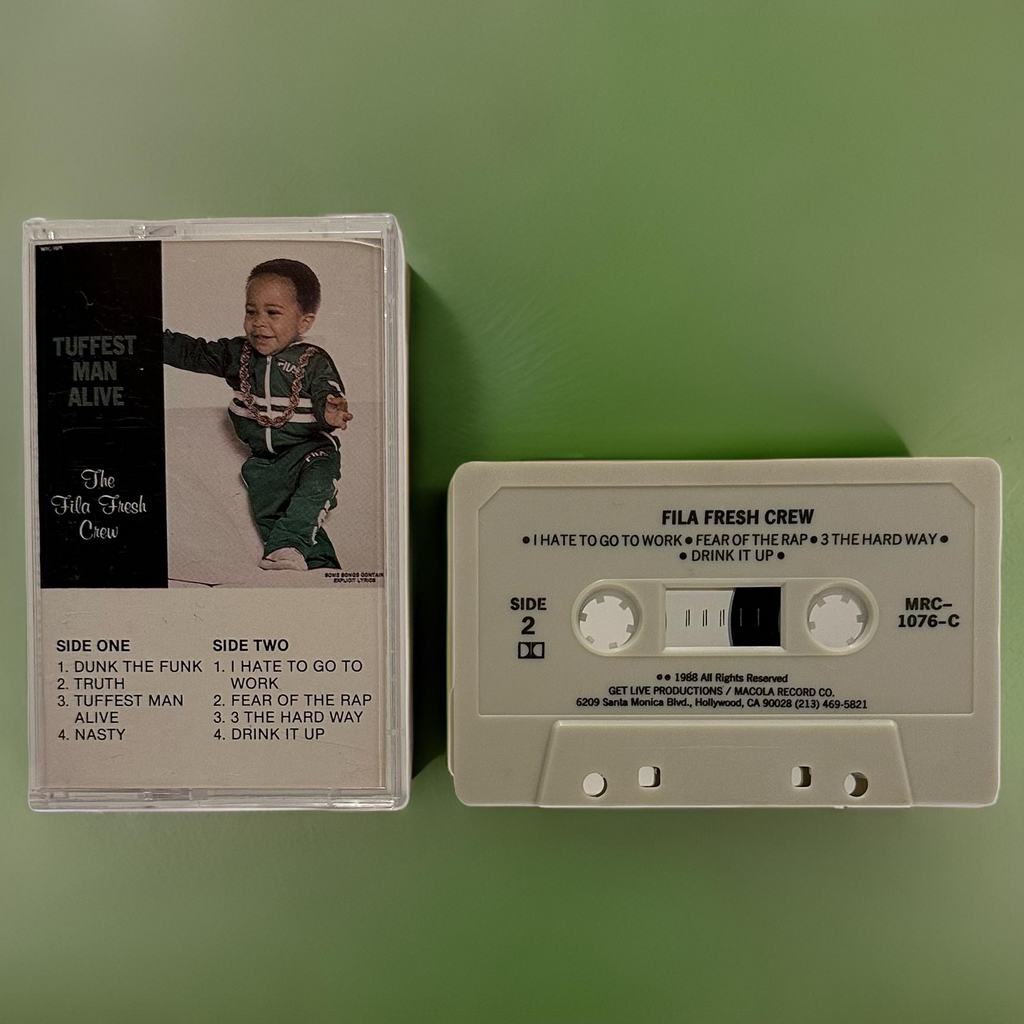 TUFFEST
MAN
ALIVE
The
Fila Fresh
Crew
FILA
FILA
SOME SONGS CONTAIN
EXPLICIT LYRICS
SIDE ONE
1. DUNK THE FUNK
2. TRUTH
3. TUFFEST MAN
ALIVE
4. NASTY
SIDE TWO
1. I HATE TO GO TO
WORK
2. FEAR OF THE RAP
3. 3 THE HARD WAY
4. DRINK IT UP
FILA FRESH CREW
• I HATE TO GO TO WORK • FEAR OF THE RAP • 3 THE HARD WAY •
• DRINK IT UP •
SIDE
2
MRC-
1076-C
1988 All Rights Reserved
GET LIVE PRODUCTIONS / MACOLA RECORD CO.
6209 Santa Monica Blvd., Hollywood, CA 90028 (213) 469-5821